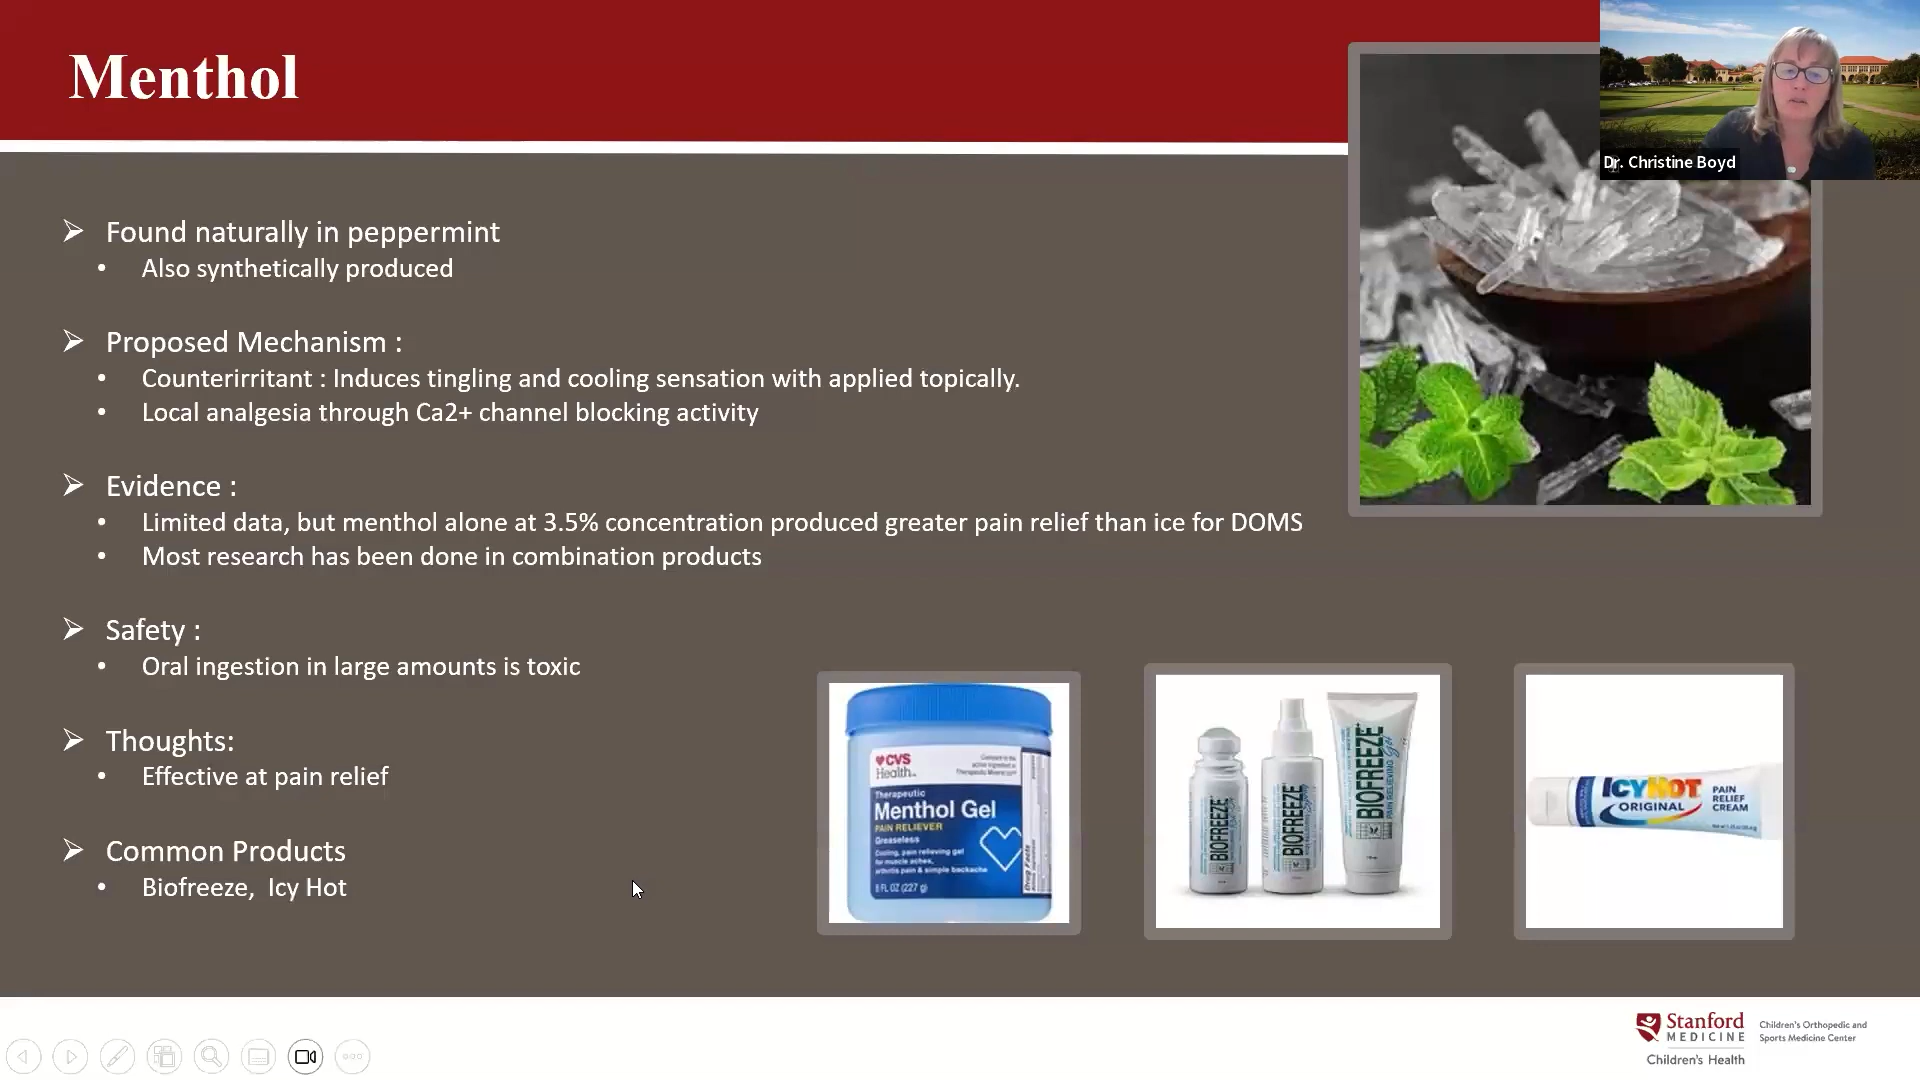 Menthol
Dr. Christine Boyd
Found naturally in peppermint
Also synthetically produced
Proposed Mechanism :
Counterirritant : Induces tingling and cooling sensation with applied topically.
Local analgesia through Ca2+ channel blocking activity
Evidence :
Limited data, but menthol alone at 3.5% concentration produced greater pain relief than ice for DOMS
Most research has been done in combination products
Safety :
Oral ingestion in large amounts is toxic
Thoughts:
Effective at pain relief
Common Products
Biofreeze, Icy Hot
CVS
Health
Therapeutic
Menthol Gel
PAIN RELIEVER
Greaseless
Cooling, pain relieving gel
for muscle aches,
arthritis pain & simple backache
8 FL OZ (227 g)
Drug Facts
BIOFREEZE
BIOFREEZE
BIOFREEZE
PAIN RELIEVING Gel
ICY HOT
ORIGINAL
PAIN
RELIEF
CREAM
Stanford
MEDICINE
Children's Health
Children's Orthopedic and
Sports Medicine Center